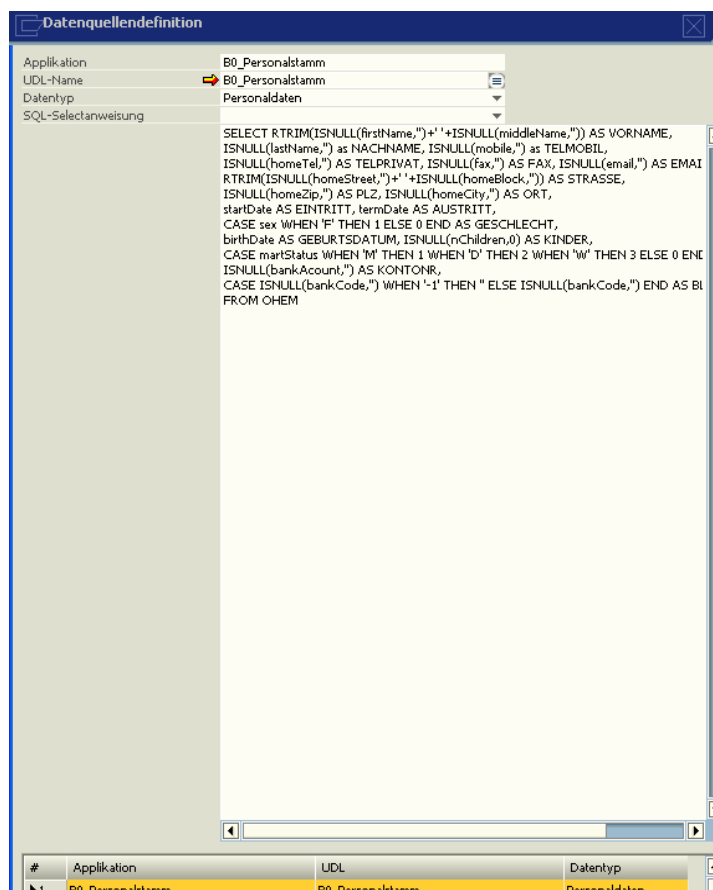 Datenquellendefinition
Applikation B0_Personalstamm
UDL-Name B0_Personalstamm
Datentyp Personaldaten
SQL-Selectanweisung
SELECT RTRIM(ISNULL(firstName,'')+' '+ISNULL(middleName,'')) AS VORNAME,
ISNULL(lastName,'') as NACHNAME, ISNULL(mobile,'') as TELMOBIL,
ISNULL(homeTel,'') AS TELPRIVAT, ISNULL(fax,'') AS FAX, ISNULL(email,'') AS EMAI
RTRIM(ISNULL(homeStreet,'')+' '+ISNULL(homeBlock,'')) AS STRASSE,
ISNULL(homeZip,'') AS PLZ, ISNULL(homeCity,'') AS ORT,
startDate AS EINTRITT, termDate AS AUSTRITT,
CASE sex WHEN 'F' THEN 1 ELSE 0 END AS GESCHLECHT,
birthDate AS GEBURTSDATUM, ISNULL(nChildren,0) AS KINDER,
CASE martStatus WHEN 'M' THEN 1 WHEN 'D' THEN 2 WHEN 'W' THEN 3 ELSE 0 END
ISNULL(bankAcount,'') AS KONTONR,
CASE ISNULL(bankCode,'') WHEN '-1' THEN '' ELSE ISNULL(bankCode,'') END AS BL
FROM OHEM
# Applikation UDL Datentyp
1 B0_Personalstamm B0_Personalstamm Personaldaten